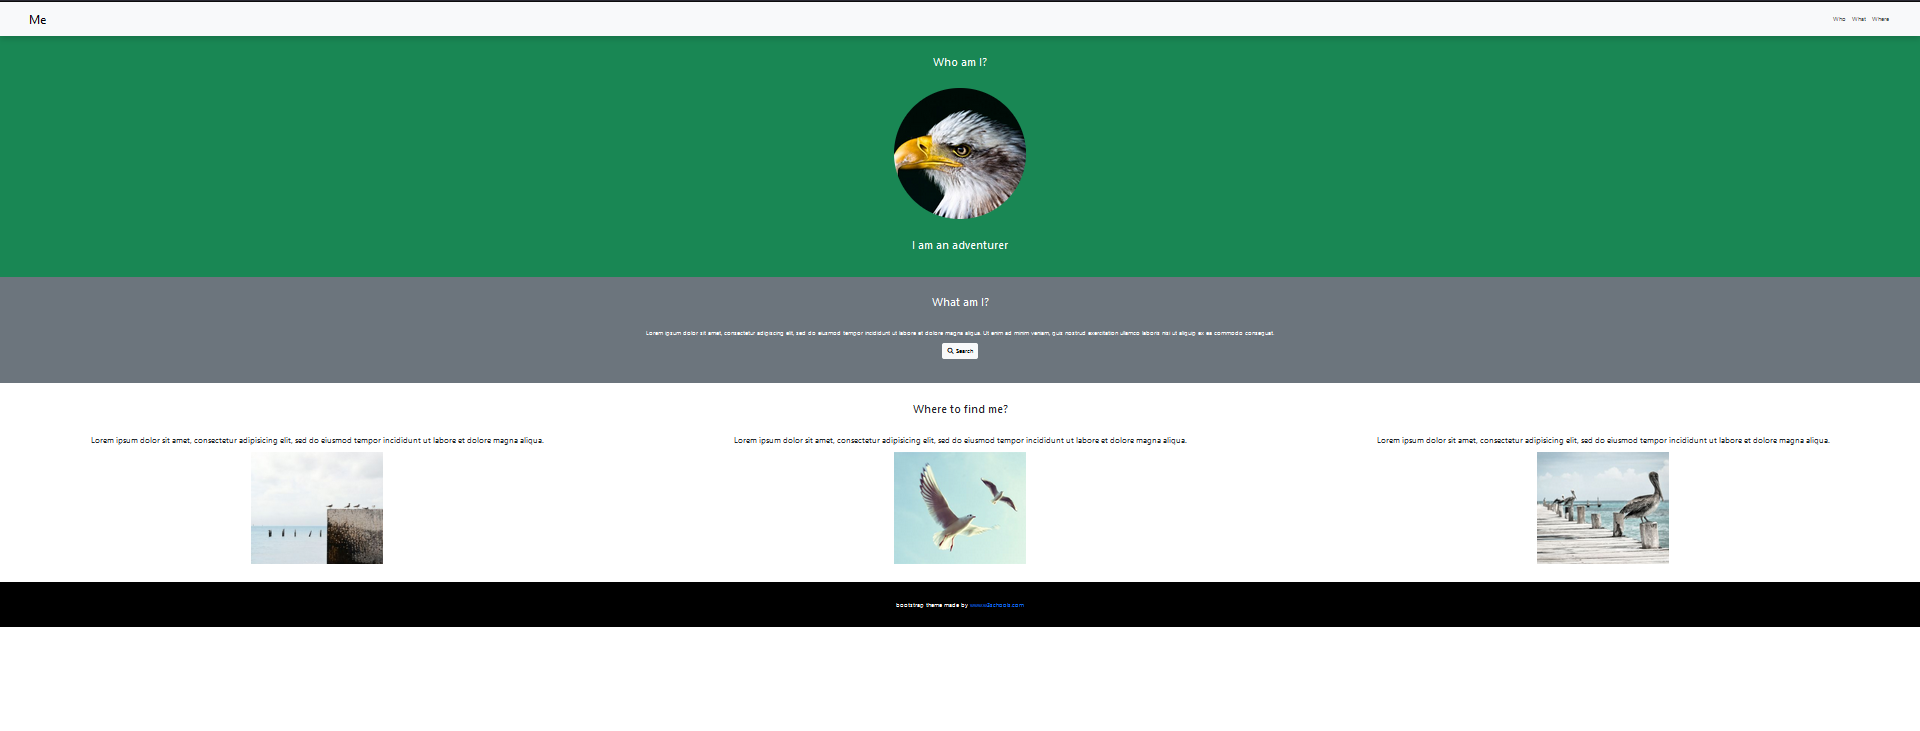 Me
Who What Where
Who am I?
I am an adventurer
What am I?
Lorem ipsum dolor sit amet, consectetur adipiscing elit, sed do eiusmod tempor incididunt ut labore et dolore magna aliqua. Ut enim ad minim veniam, quis nostrud exercitation ullamco laboris nisi ut aliquip ex ea commodo consequat.
Search
Where to find me?
Lorem ipsum dolor sit amet, consectetur adipisicing elit, sed do eiusmod tempor incididunt ut labore et dolore magna aliqua.
Lorem ipsum dolor sit amet, consectetur adipisicing elit, sed do eiusmod tempor incididunt ut labore et dolore magna aliqua.
Lorem ipsum dolor sit amet, consectetur adipisicing elit, sed do eiusmod tempor incididunt ut labore et dolore magna aliqua.
bootstrap theme made by www.w3schools.com